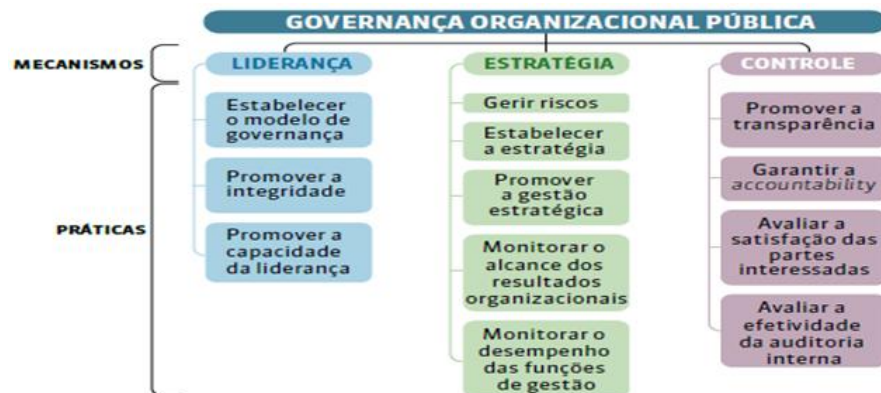 GOVERNANÇA ORGANIZACIONAL PÚBLICA
MECANISMOS
LIDERANÇA
ESTRATÉGIA
CONTROLE
PRÁTICAS
Estabelecer
o modelo de
governança
Promover a
integridade
Promover a
capacidade
da liderança
Gerir riscos
Estabelecer
a estratégia
Promover
a gestão
estratégica
Monitorar o
alcance dos
resultados
organizacionais
Monitorar o
desempenho
das funções
de gestão
Promover a
transparência
Garantir a
accountability
Avaliar a
satisfação das
partes
interessadas
Avaliar a
efetividade
da auditoria
interna